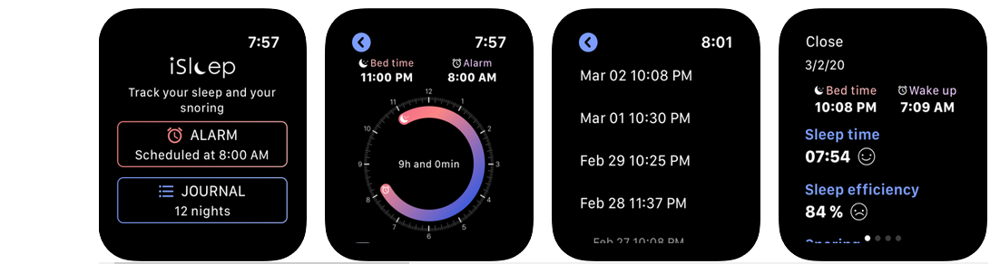 7:57
iSleep
Track your sleep and your
snoring
ALARM
Scheduled at 8:00 AM
JOURNAL
12 nights
7:57
Bed time
Alarm
11:00 PM
8:00 AM
12
11
1
10
2
9h and 0min
9
3
8
4
7
5
6
8:01
Mar 02 10:08 PM
Mar 01 10:30 PM
Feb 29 10:25 PM
Feb 28 11:37 PM
Feb 27 10:08 PM
Close
3/2/20
Bed time
Wake up
10:08 PM
7:09 AM
Sleep time
07:54
Sleep efficiency
84 %
Snoring